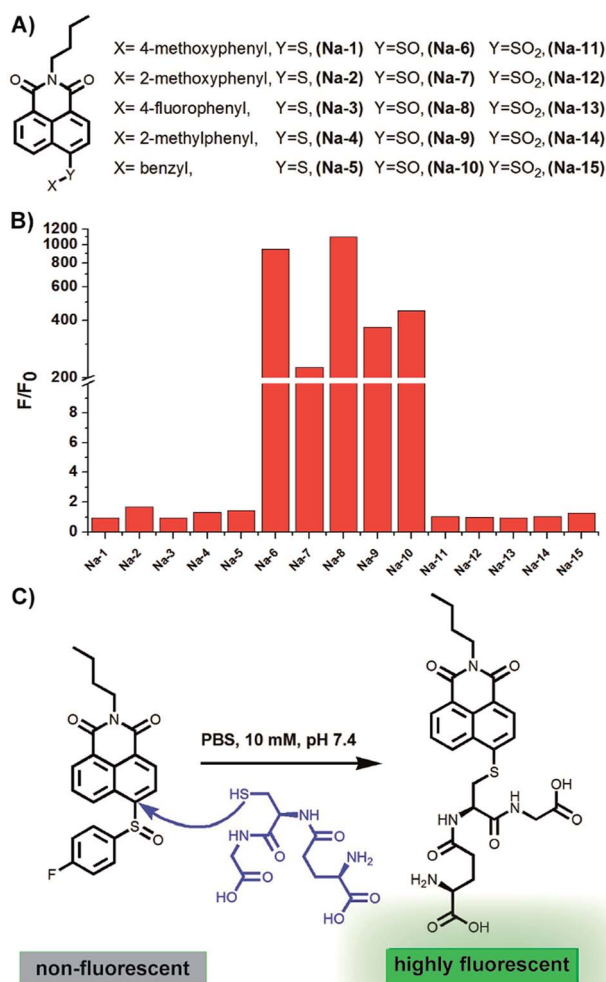 A)
X= 4-methoxyphenyl, Y=S, (Na-1) Y=SO, (Na-6) Y=SO₂, (Na-11)
X= 2-methoxyphenyl, Y=S, (Na-2) Y=SO, (Na-7) Y=SO₂, (Na-12)
X= 4-fluorophenyl, Y=S, (Na-3) Y=SO, (Na-8) Y=SO₂, (Na-13)
X= 2-methylphenyl, Y=S, (Na-4) Y=SO, (Na-9) Y=SO₂, (Na-14)
X= benzyl, Y=S, (Na-5) Y=SO, (Na-10) Y=SO₂, (Na-15)
O N O
Y
X
B)
F/F₀
1200
1000
800
600
400
200
8
6
4
2
0
Na-1 Na-2 Na-3 Na-4 Na-5 Na-6 Na-7 Na-8 Na-9 Na-10 Na-11 Na-12 Na-13 Na-14 Na-15
C)
O N O
S O
F
PBS, 10 mM, pH 7.4
HS
H N
HN O O
NH₂
O
HO
HO O
O N O
S
H N OH
HN O O
O
H₂N
OH
O
non-fluorescent
highly fluorescent